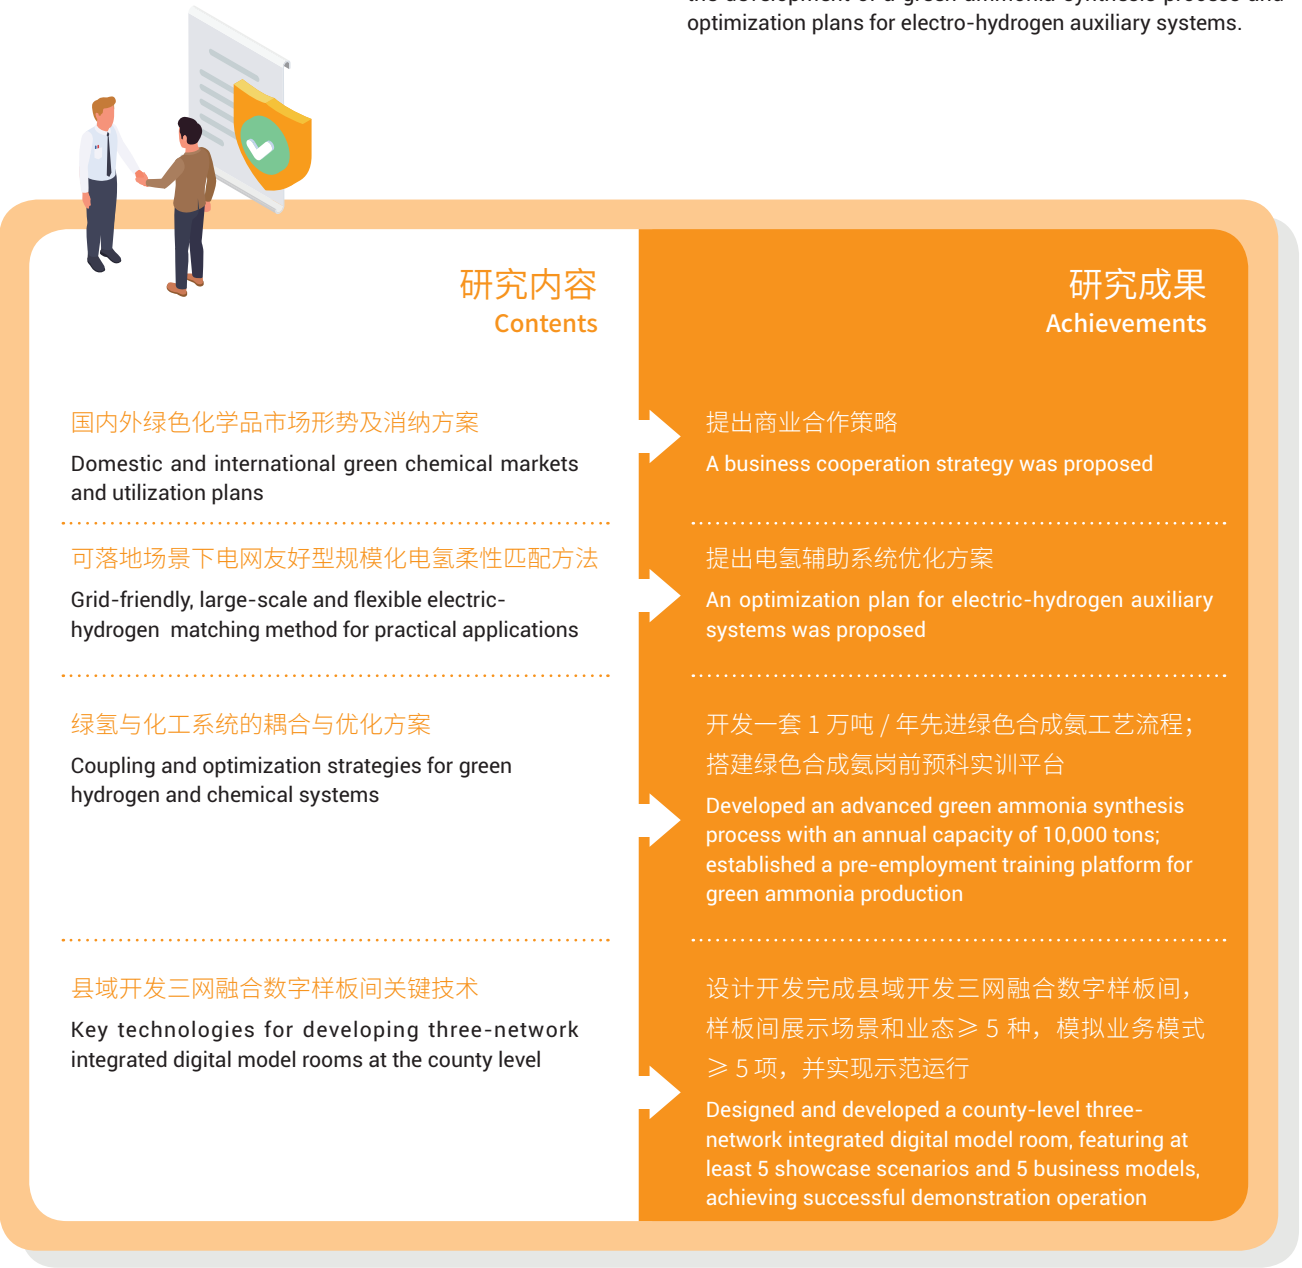 the development of a green ammonia synthesis process and
optimization plans for electro-hydrogen auxiliary systems.
研究内容
Contents
研究成果
Achievements
国内外绿色化学品市场形势及消纳方案
Domestic and international green chemical markets
and utilization plans
提出商业合作策略
A business cooperation strategy was proposed
可落地场景下电网友好型规模化电氢柔性匹配方法
Grid-friendly, large-scale and flexible electric-
hydrogen matching method for practical applications
提出电氢辅助系统优化方案
An optimization plan for electric-hydrogen auxiliary
systems was proposed
绿氢与化工系统的耦合与优化方案
Coupling and optimization strategies for green
hydrogen and chemical systems
开发一套 1 万吨 / 年先进绿色合成氨工艺流程；
搭建绿色合成氨岗前预科实训平台
Developed an advanced green ammonia synthesis
process with an annual capacity of 10,000 tons;
established a pre-employment training platform for
green ammonia production
县域开发三网融合数字样板间关键技术
Key technologies for developing three-network
integrated digital model rooms at the county level
设计开发完成县域开发三网融合数字样板间，
样板间展示场景和业态≥ 5 种，模拟业务模式
≥ 5 项，并实现示范运行
Designed and developed a county-level three-
network integrated digital model room, featuring at
least 5 showcase scenarios and 5 business models,
achieving successful demonstration operation